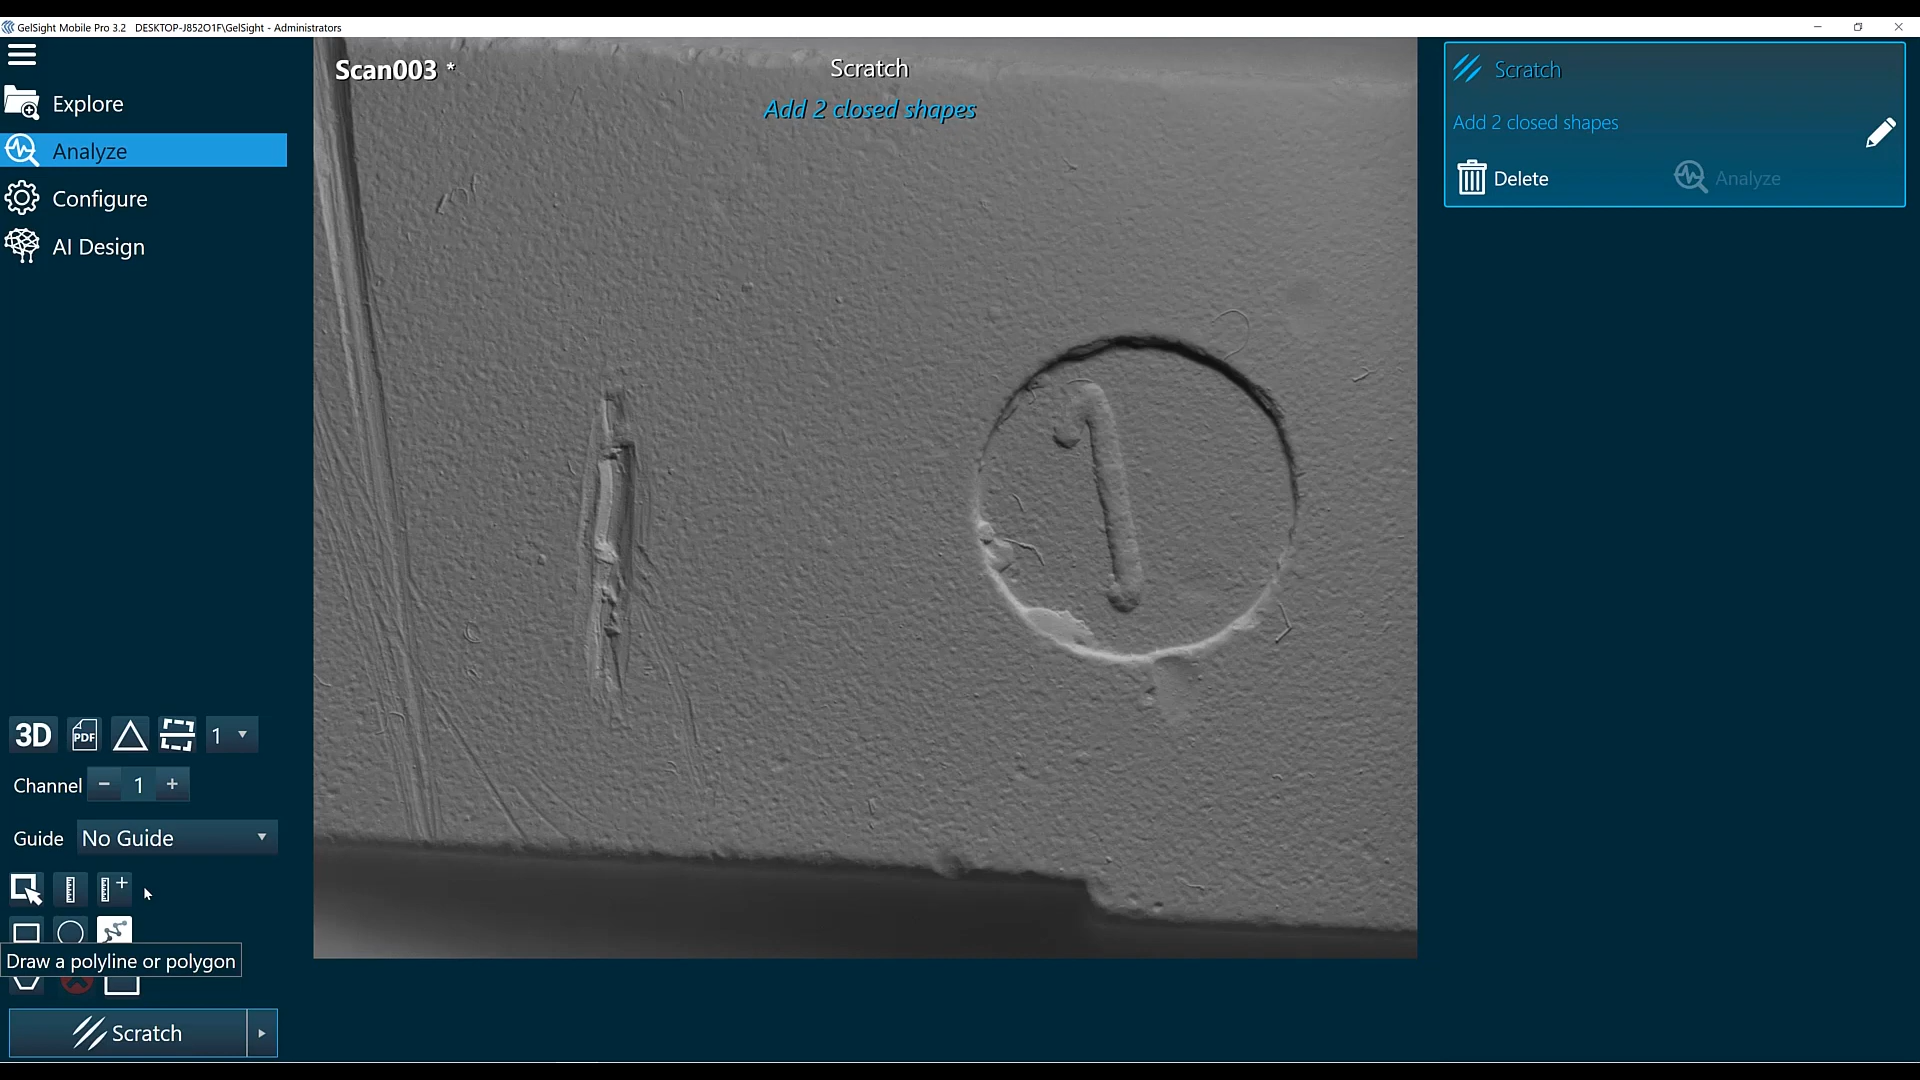 GelSight Mobile Pro 3.2 DESKTOP-J852O1F\GelSight - Administrators
Explore
Analyze
Configure
AI Design
Scan003 *
Scratch
Add 2 closed shapes
Scratch
Add 2 closed shapes
Delete
Analyze
3D
PDF
1
Channel
1
Guide
No Guide
Draw a polyline or polygon
Scratch